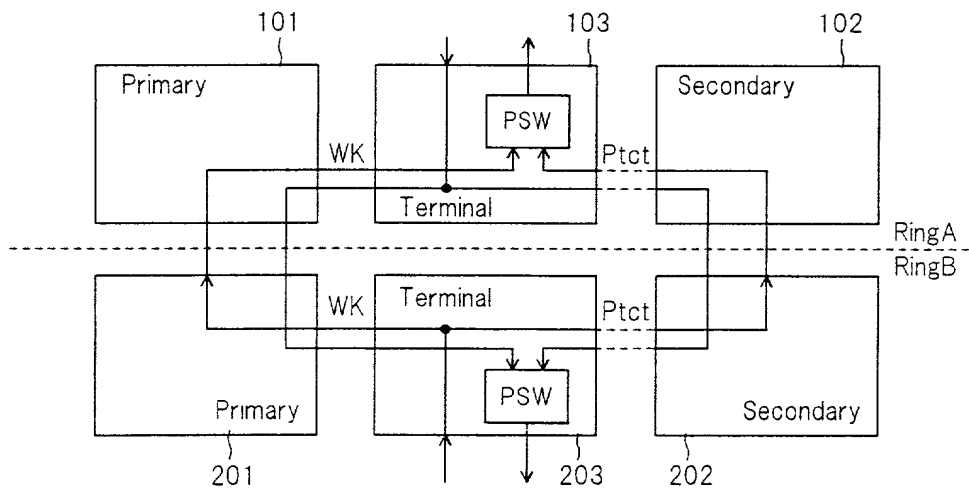 101
103
102
Primary
PSW
Secondary
WK
Ptct
Terminal
RingA
RingB
Terminal
WK
Ptct
PSW
Primary
Secondary
201
203
202